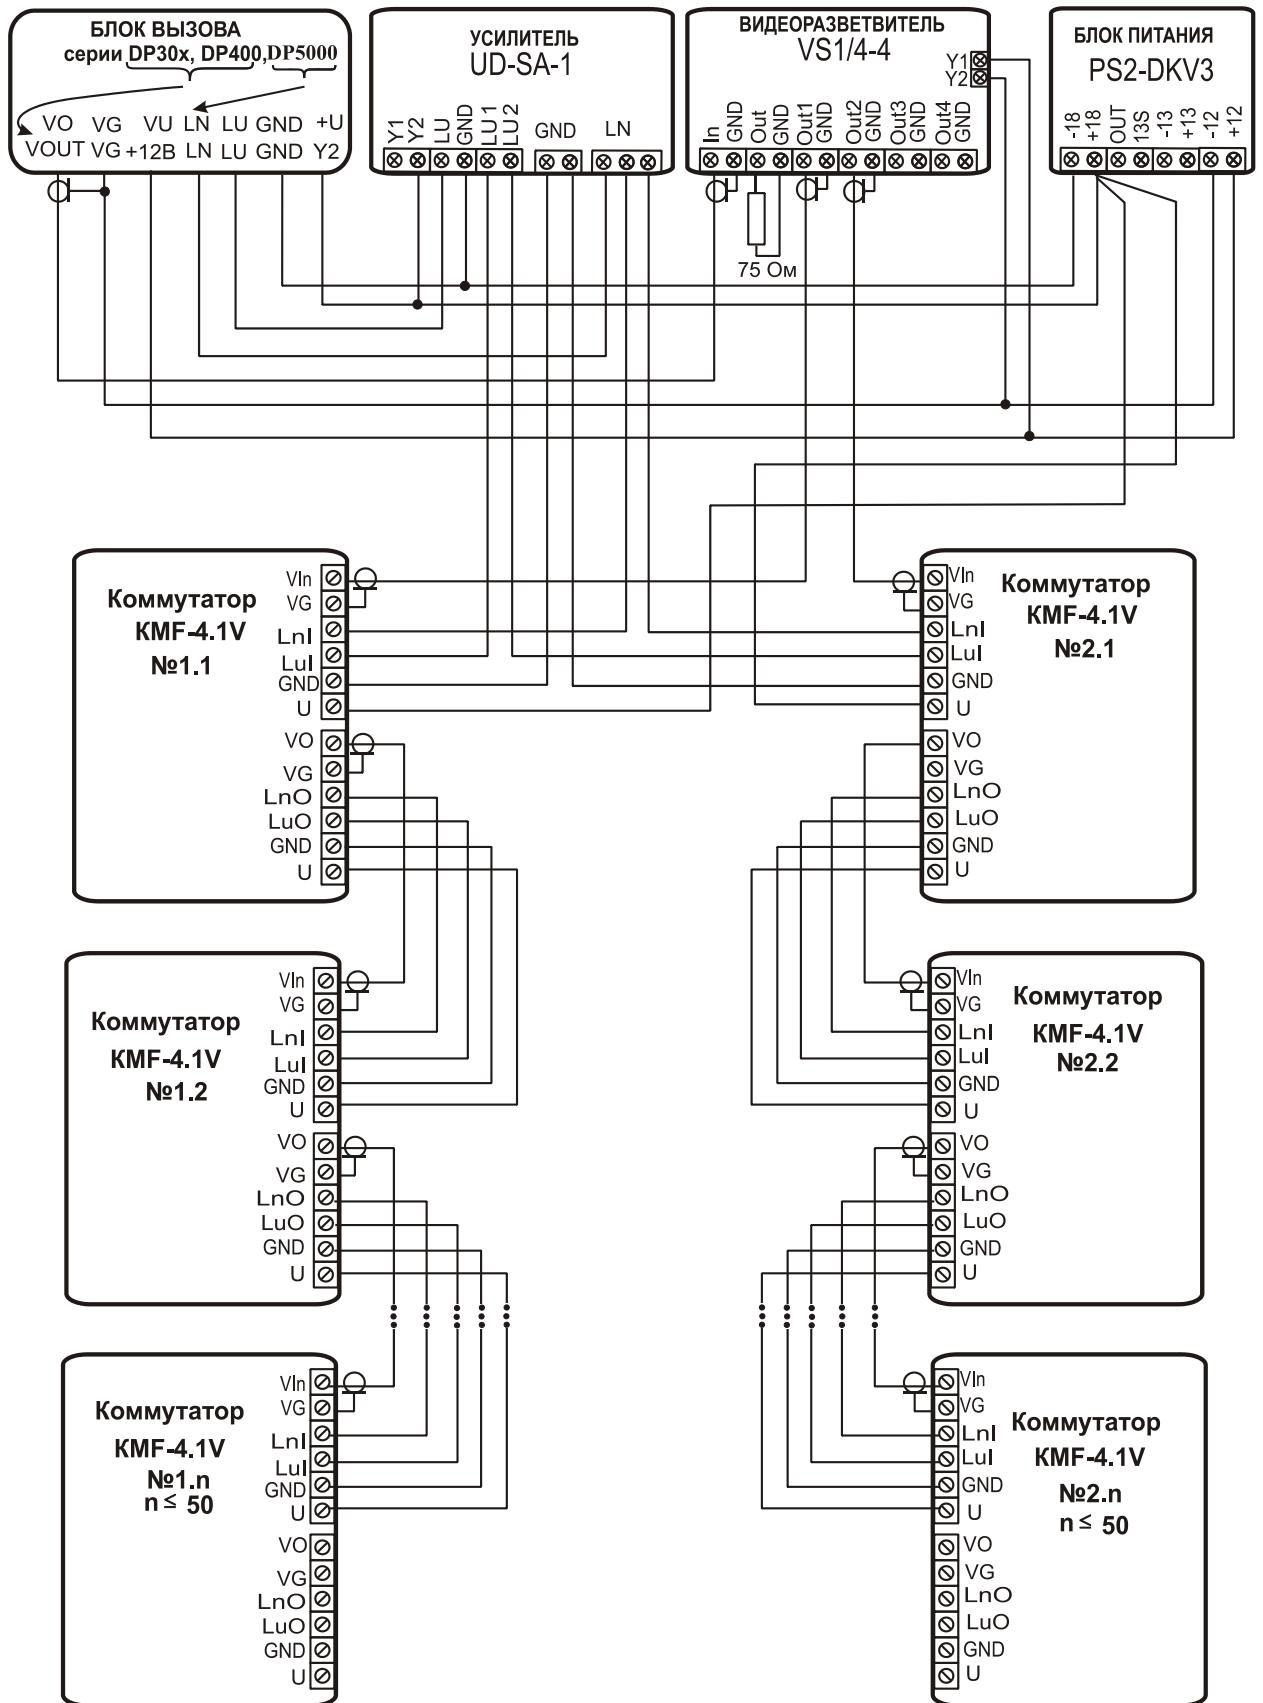 БЛОК ВЫЗОВА
серии DP30x, DP400, DP5000
VO VG VU LN LU GND +U
VOUT VG +12В LN LU GND Y2
УСИЛИТЕЛЬ
UD-SA-1
Y1 Y2 LU GND LU 1 LU 2 GND LN
ВИДЕОРАЗВЕТВИТЕЛЬ
VS1/4-4
Y1
Y2
In GND Out GND Out1 GND Out2 GND Out3 GND Out4 GND
75 Ом
БЛОК ПИТАНИЯ
PS2-DKV3
-18 +18 OUT 13S -13 +13 -12 +12
Коммутатор
KMF-4.1V
№1.1
VIn
VG
LnI
LuI
GND
U
VO
VG
LnO
LuO
GND
U
Коммутатор
KMF-4.1V
№2.1
VIn
VG
LnI
LuI
GND
U
VO
VG
LnO
LuO
GND
U
Коммутатор
KMF-4.1V
№1.2
VIn
VG
LnI
LuI
GND
U
VO
VG
LnO
LuO
GND
U
Коммутатор
KMF-4.1V
№2.2
VIn
VG
LnI
LuI
GND
U
VO
VG
LnO
LuO
GND
U
Коммутатор
KMF-4.1V
№1.n
n ≤ 50
VIn
VG
LnI
LuI
GND
U
VO
VG
LnO
LuO
GND
U
Коммутатор
KMF-4.1V
№2.n
n ≤ 50
VIn
VG
LnI
LuI
GND
U
VO
VG
LnO
LuO
GND
U